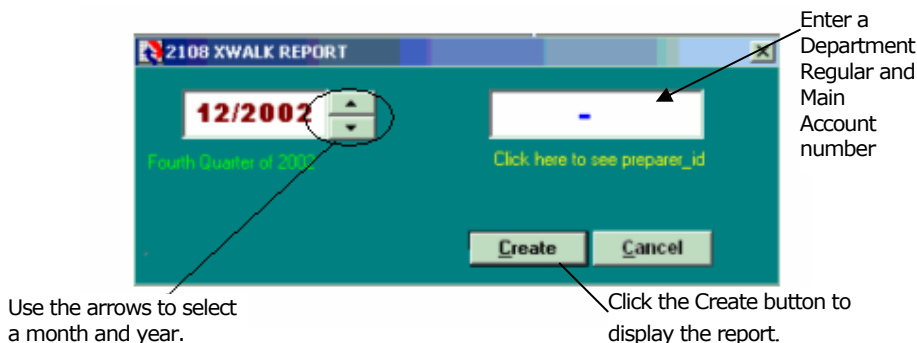 Enter a
Department
Regular and
Main
Account
number
2108 XWALK REPORT
12/2002
-
Fourth Quarter of 2002
Click here to see preparer_id
Create
Cancel
Use the arrows to select
a month and year.
Click the Create button to
display the report.